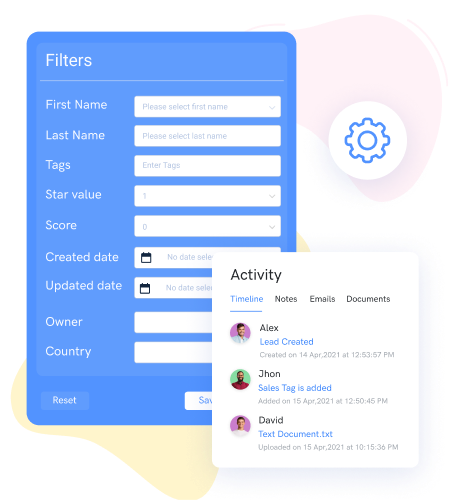 Filters
First Name
Please select first name
Last Name
Please select last name
Tags
Enter Tags
Star value
1
Score
0
Created date
No date sele
Updated date
No date sele
Owner
Country
Reset
Sav
Activity
Timeline Notes Emails Documents
Alex
Lead Created
Created on 14 Apr,2021 at 12:53:57 PM
Jhon
Sales Tag is added
Added on 15 Apr,2021 at 12:50:45 PM
David
Text Document.txt
Uploaded on 15 Apr,2021 at 10:15:36 PM